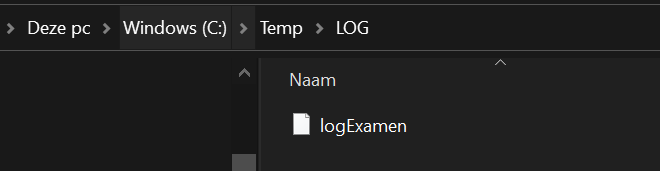 Deze pc > Windows (C:) > Temp > LOG
Naam
logExamen